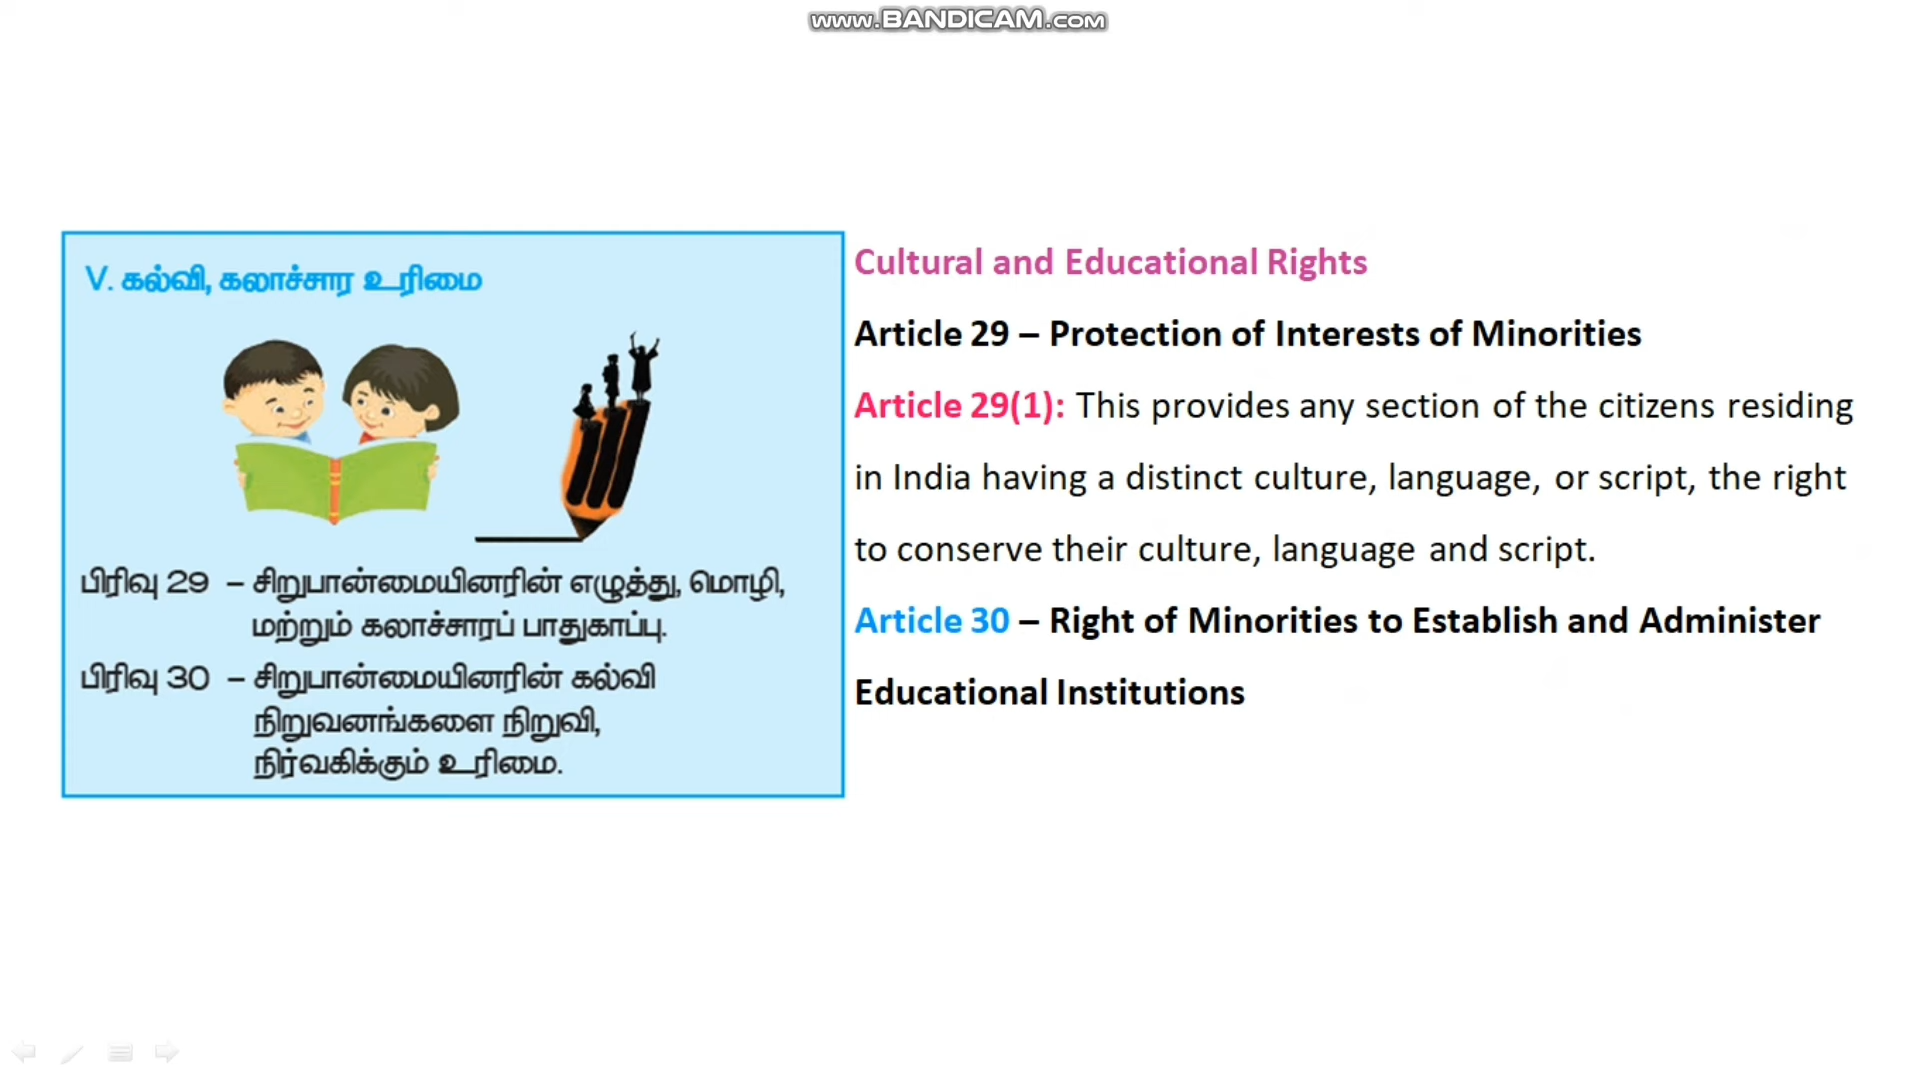 www.BANDICAM.com
V. கல்வி, கலாச்சார உரிமை
பிரிவு 29 – சிறுபான்மையினரின் எழுத்து, மொழி,
மற்றும் கலாச்சாரப் பாதுகாப்பு.
பிரிவு 30 – சிறுபான்மையினரின் கல்வி
நிறுவனங்களை நிறுவி,
நிர்வகிக்கும் உரிமை.
Cultural and Educational Rights
Article 29 – Protection of Interests of Minorities
Article 29(1): This provides any section of the citizens residing
in India having a distinct culture, language, or script, the right
to conserve their culture, language and script.
Article 30 – Right of Minorities to Establish and Administer
Educational Institutions